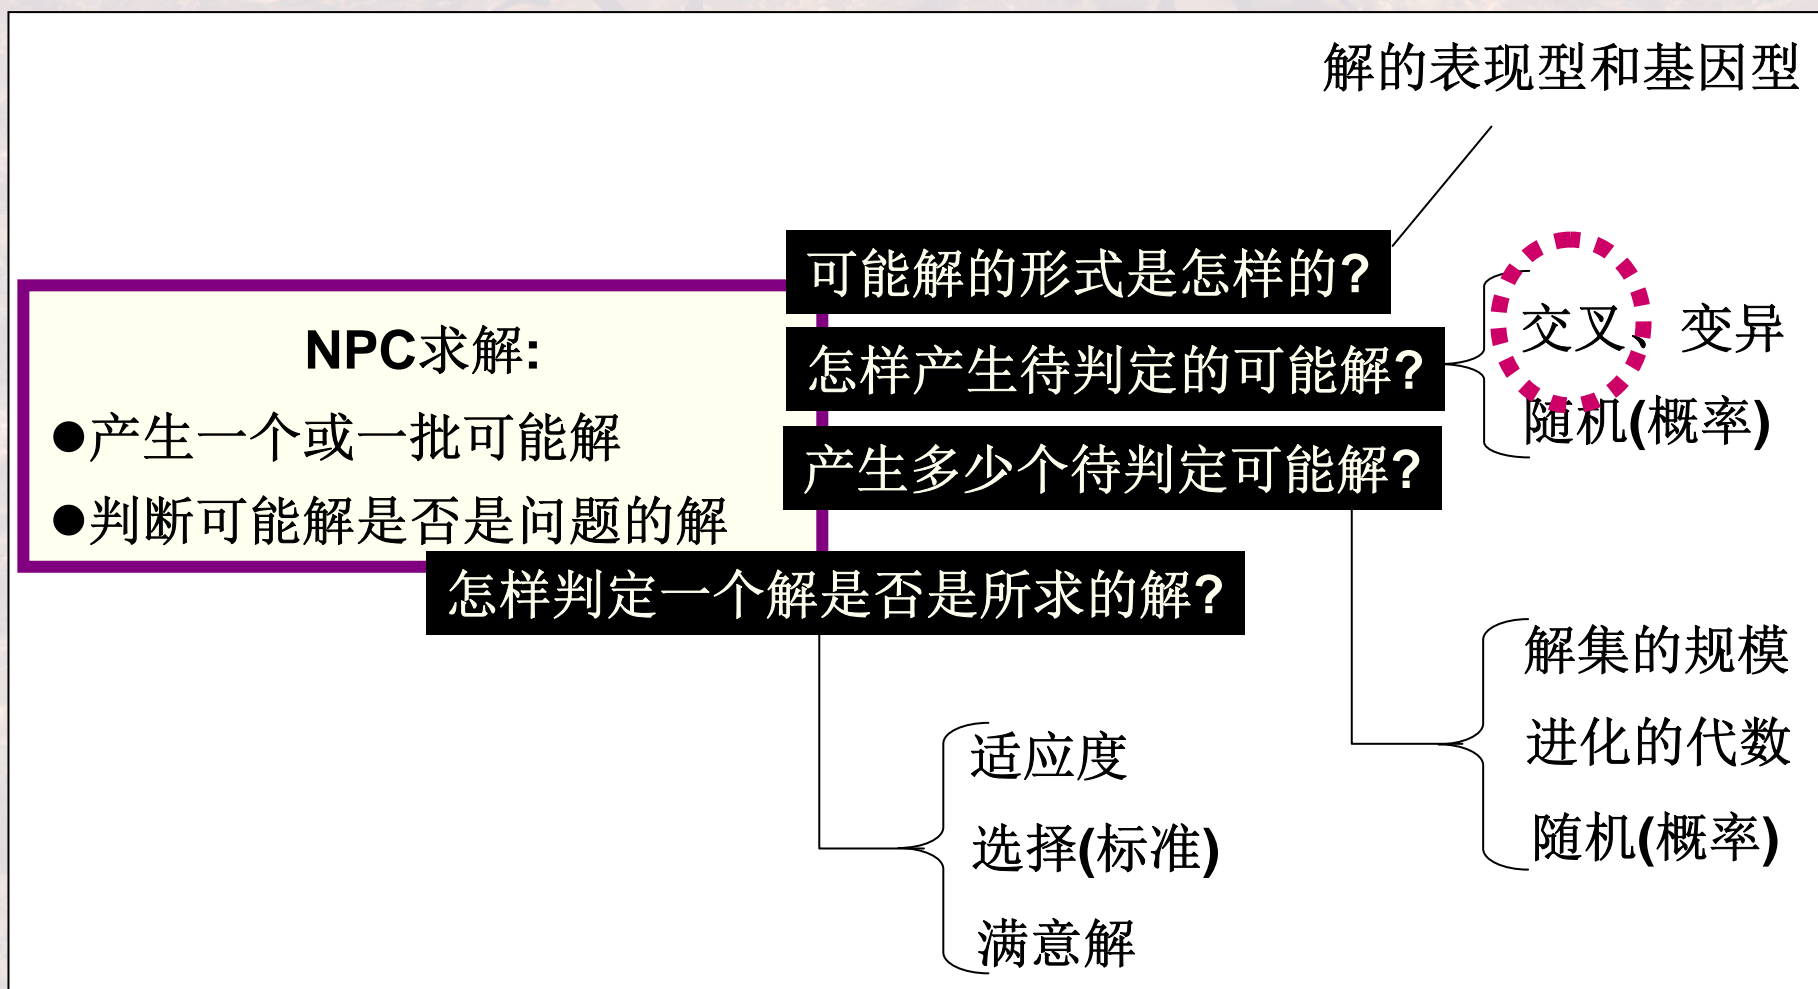 解的表现型和基因型
可能解的形式是怎样的?
NPC求解:
●产生一个或一批可能解
●判断可能解是否是问题的解
怎样产生待判定的可能解?
交叉、变异
随机(概率)
产生多少个待判定可能解?
怎样判定一个解是否是所求的解?
解集的规模
进化的代数
随机(概率)
适应度
选择(标准)
满意解